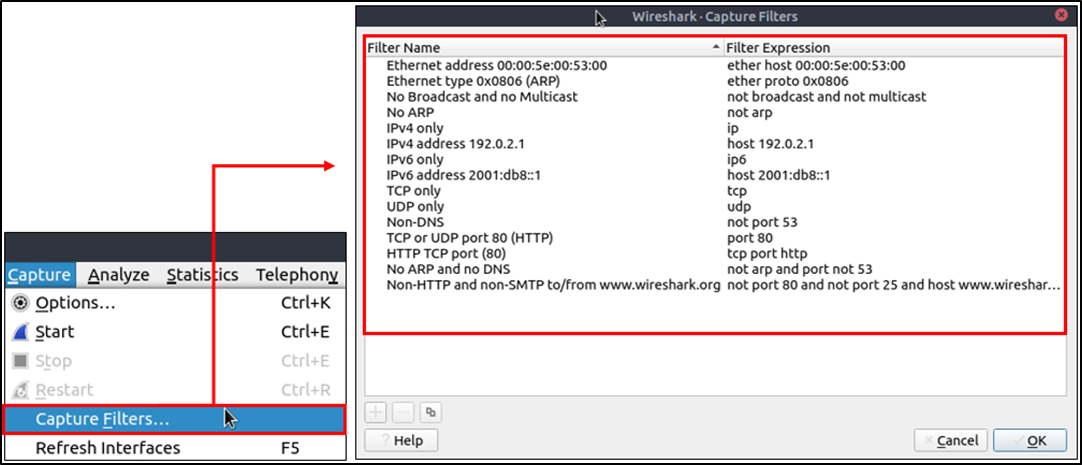 Wireshark · Capture Filters
Filter Name Filter Expression
Ethernet address 00:00:5e:00:53:00 ether host 00:00:5e:00:53:00
Ethernet type 0x0806 (ARP) ether proto 0x0806
No Broadcast and no Multicast not broadcast and not multicast
No ARP not arp
IPv4 only ip
IPv4 address 192.0.2.1 host 192.0.2.1
IPv6 only ip6
IPv6 address 2001:db8::1 host 2001:db8::1
TCP only tcp
UDP only udp
Non-DNS not port 53
TCP or UDP port 80 (HTTP) port 80
HTTP TCP port (80) tcp port http
No ARP and no DNS not arp and port not 53
Non-HTTP and non-SMTP to/from www.wireshark.org not port 80 and not port 25 and host www.wireshar...
Help Cancel OK
Capture Analyze Statistics Telephony
Options... Ctrl+K
Start Ctrl+E
Stop Ctrl+E
Restart Ctrl+R
Capture Filters...
Refresh Interfaces F5